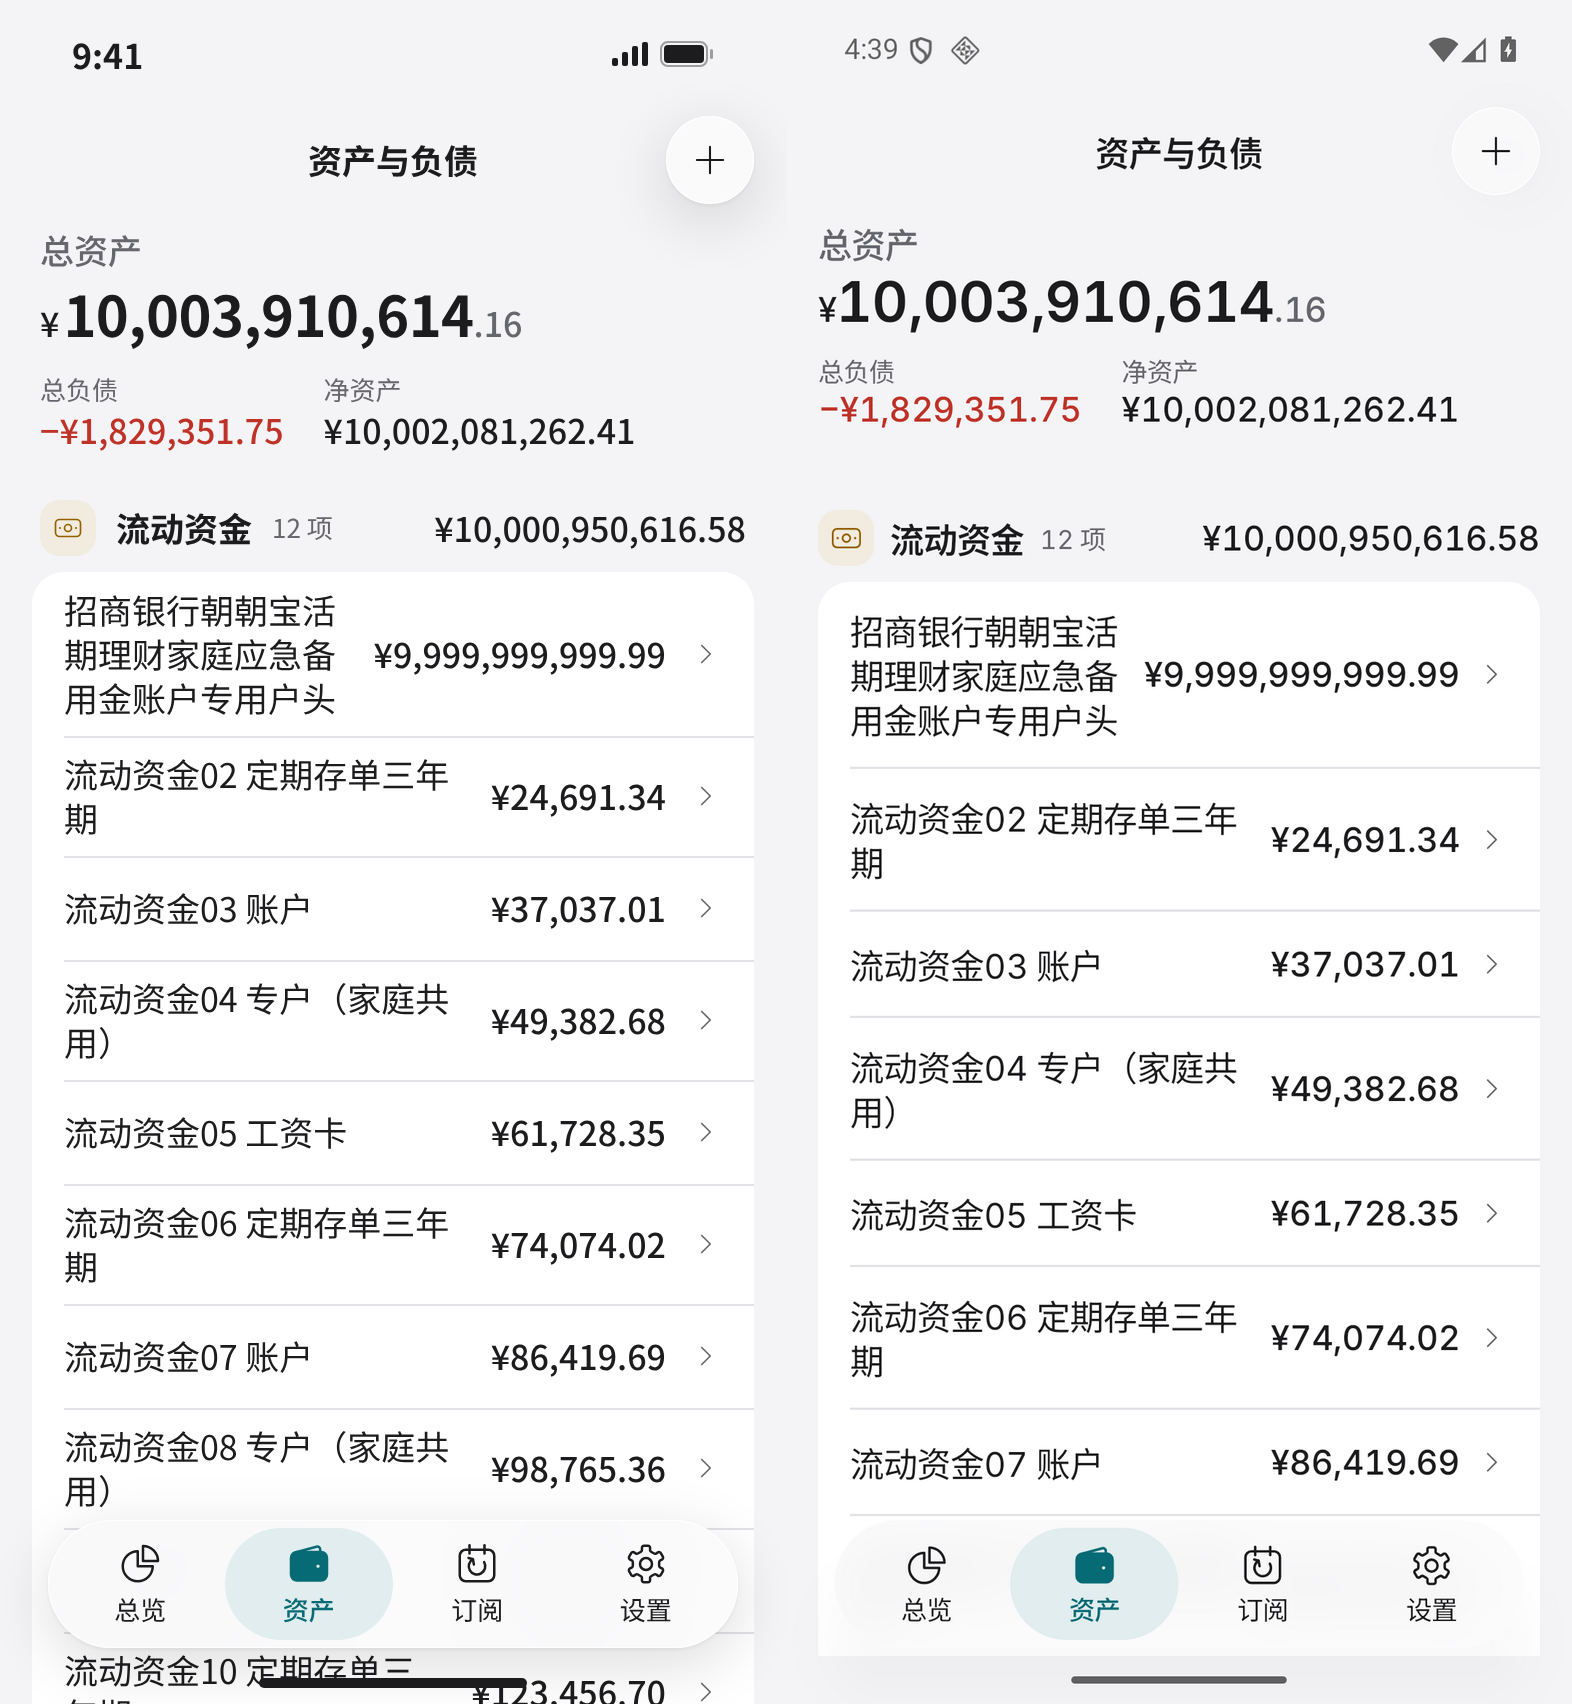 9:41
资产与负债
总资产
¥10,003,910,614.16
总负债 净资产
-¥1,829,351.75 ¥10,002,081,262.41
流动资金 12 项 ¥10,000,950,616.58
招商银行朝朝宝活
期理财家庭应急备
用金账户专用户头
¥9,999,999,999.99
流动资金02 定期存单三年
期
¥24,691.34
流动资金03 账户 ¥37,037.01
流动资金04 专户（家庭共
用）
¥49,382.68
流动资金05 工资卡 ¥61,728.35
流动资金06 定期存单三年
期
¥74,074.02
流动资金07 账户 ¥86,419.69
流动资金08 专户（家庭共
用）
¥98,765.36
总览 资产 订阅 设置
流动资金10 定期存单三
¥123,456.70
4:39
资产与负债
总资产
¥10,003,910,614.16
总负债 净资产
-¥1,829,351.75 ¥10,002,081,262.41
流动资金 12 项 ¥10,000,950,616.58
招商银行朝朝宝活
期理财家庭应急备
用金账户专用户头
¥9,999,999,999.99
流动资金02 定期存单三年
期
¥24,691.34
流动资金03 账户 ¥37,037.01
流动资金04 专户（家庭共
用）
¥49,382.68
流动资金05 工资卡 ¥61,728.35
流动资金06 定期存单三年
期
¥74,074.02
流动资金07 账户 ¥86,419.69
总览 资产 订阅 设置